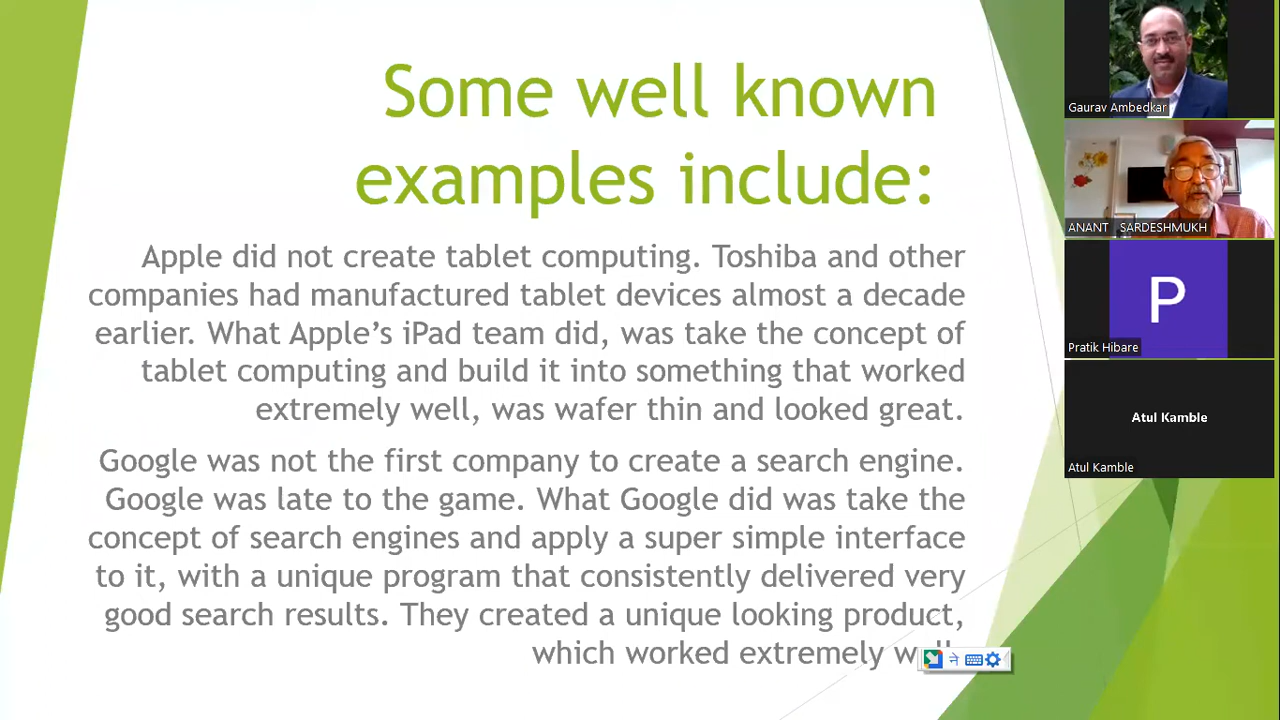 Some well known
examples include:
Apple did not create tablet computing. Toshiba and other
companies had manufactured tablet devices almost a decade
earlier. What Apple’s iPad team did, was take the concept of
tablet computing and build it into something that worked
extremely well, was wafer thin and looked great.
Google was not the first company to create a search engine.
Google was late to the game. What Google did was take the
concept of search engines and apply a super simple interface
to it, with a unique program that consistently delivered very
good search results. They created a unique looking product,
which worked extremely
ने
Gaurav Ambedkar
ANANT SARDESHMUKH
P
Pratik Hibare
Atul Kamble
Atul Kamble